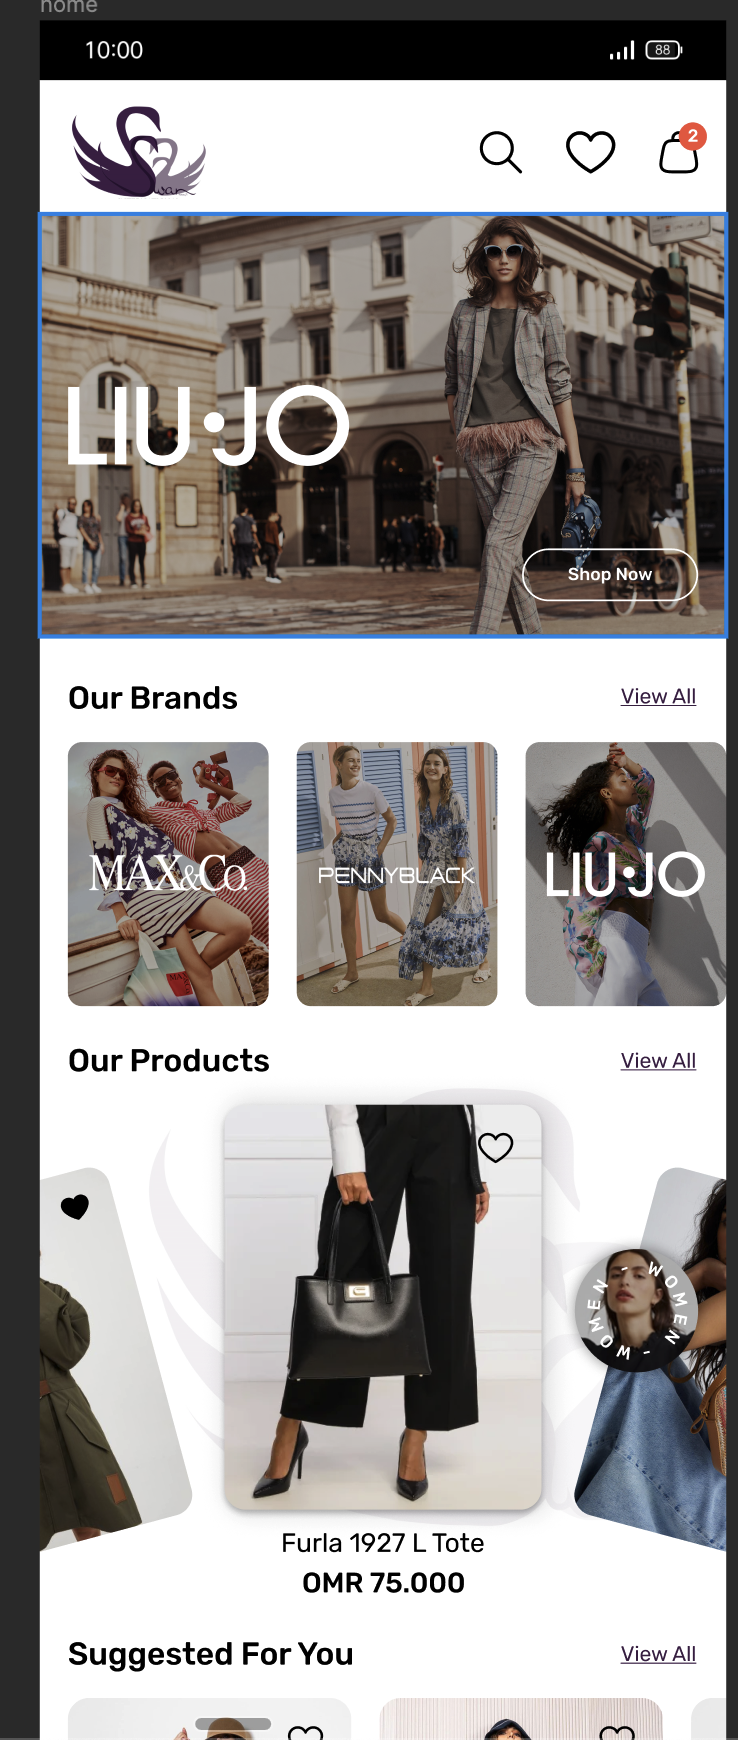 home
10:00
88
2
Swan
LIU·JO
Shop Now
Our Brands
View All
MAX&Co.
PENNYBLACK
LIU·JO
Our Products
View All
WOMEN - WOMEN -
Furla 1927 L Tote
OMR 75.000
Suggested For You
View All